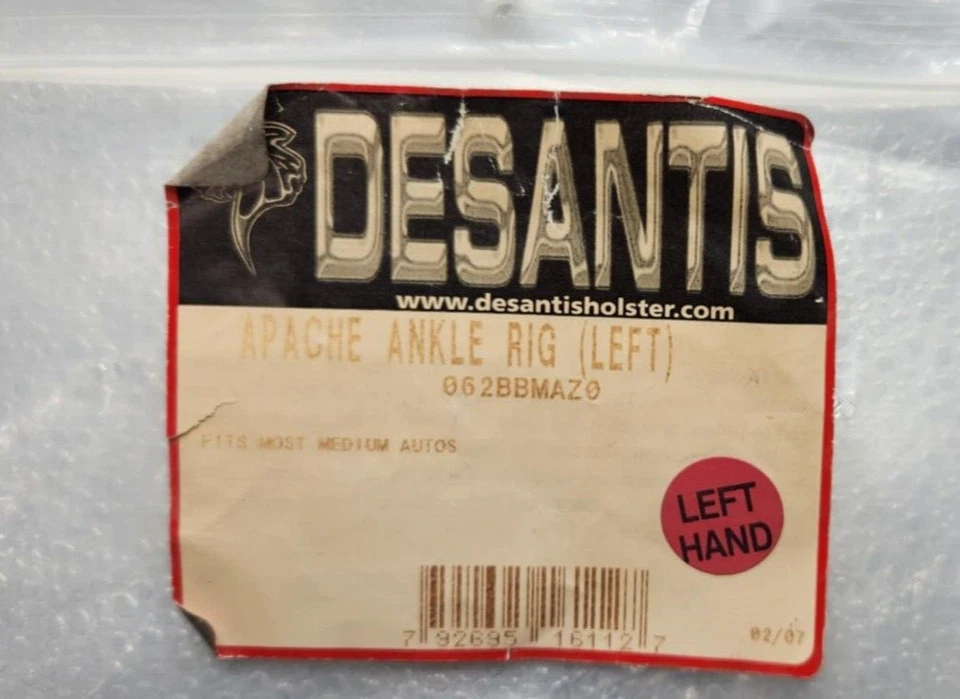 DESANTIS
www.desantisholster.com
APACHE ANKLE RIG (LEFT)
062BBMAZ0
FITS MOST MEDIUM AUTOS
LEFT
HAND
7 92695 16112 7
02/07